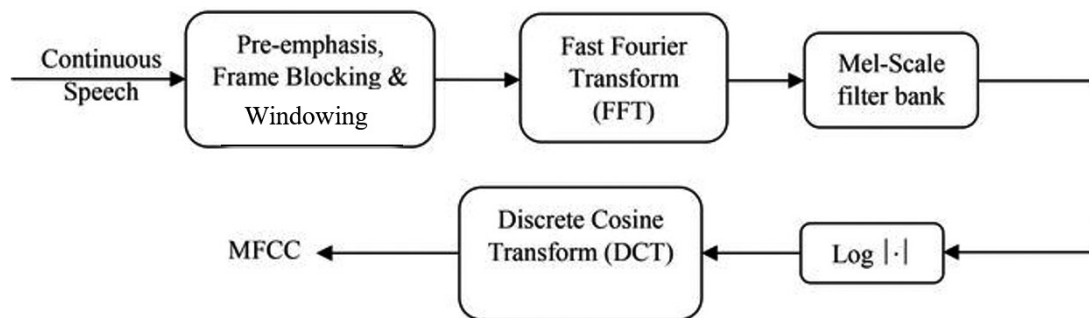 Continuous
Speech
Pre-emphasis,
Frame Blocking &
Windowing
Fast Fourier
Transform
(FFT)
Mel-Scale
filter bank
Log |·|
Discrete Cosine
Transform (DCT)
MFCC